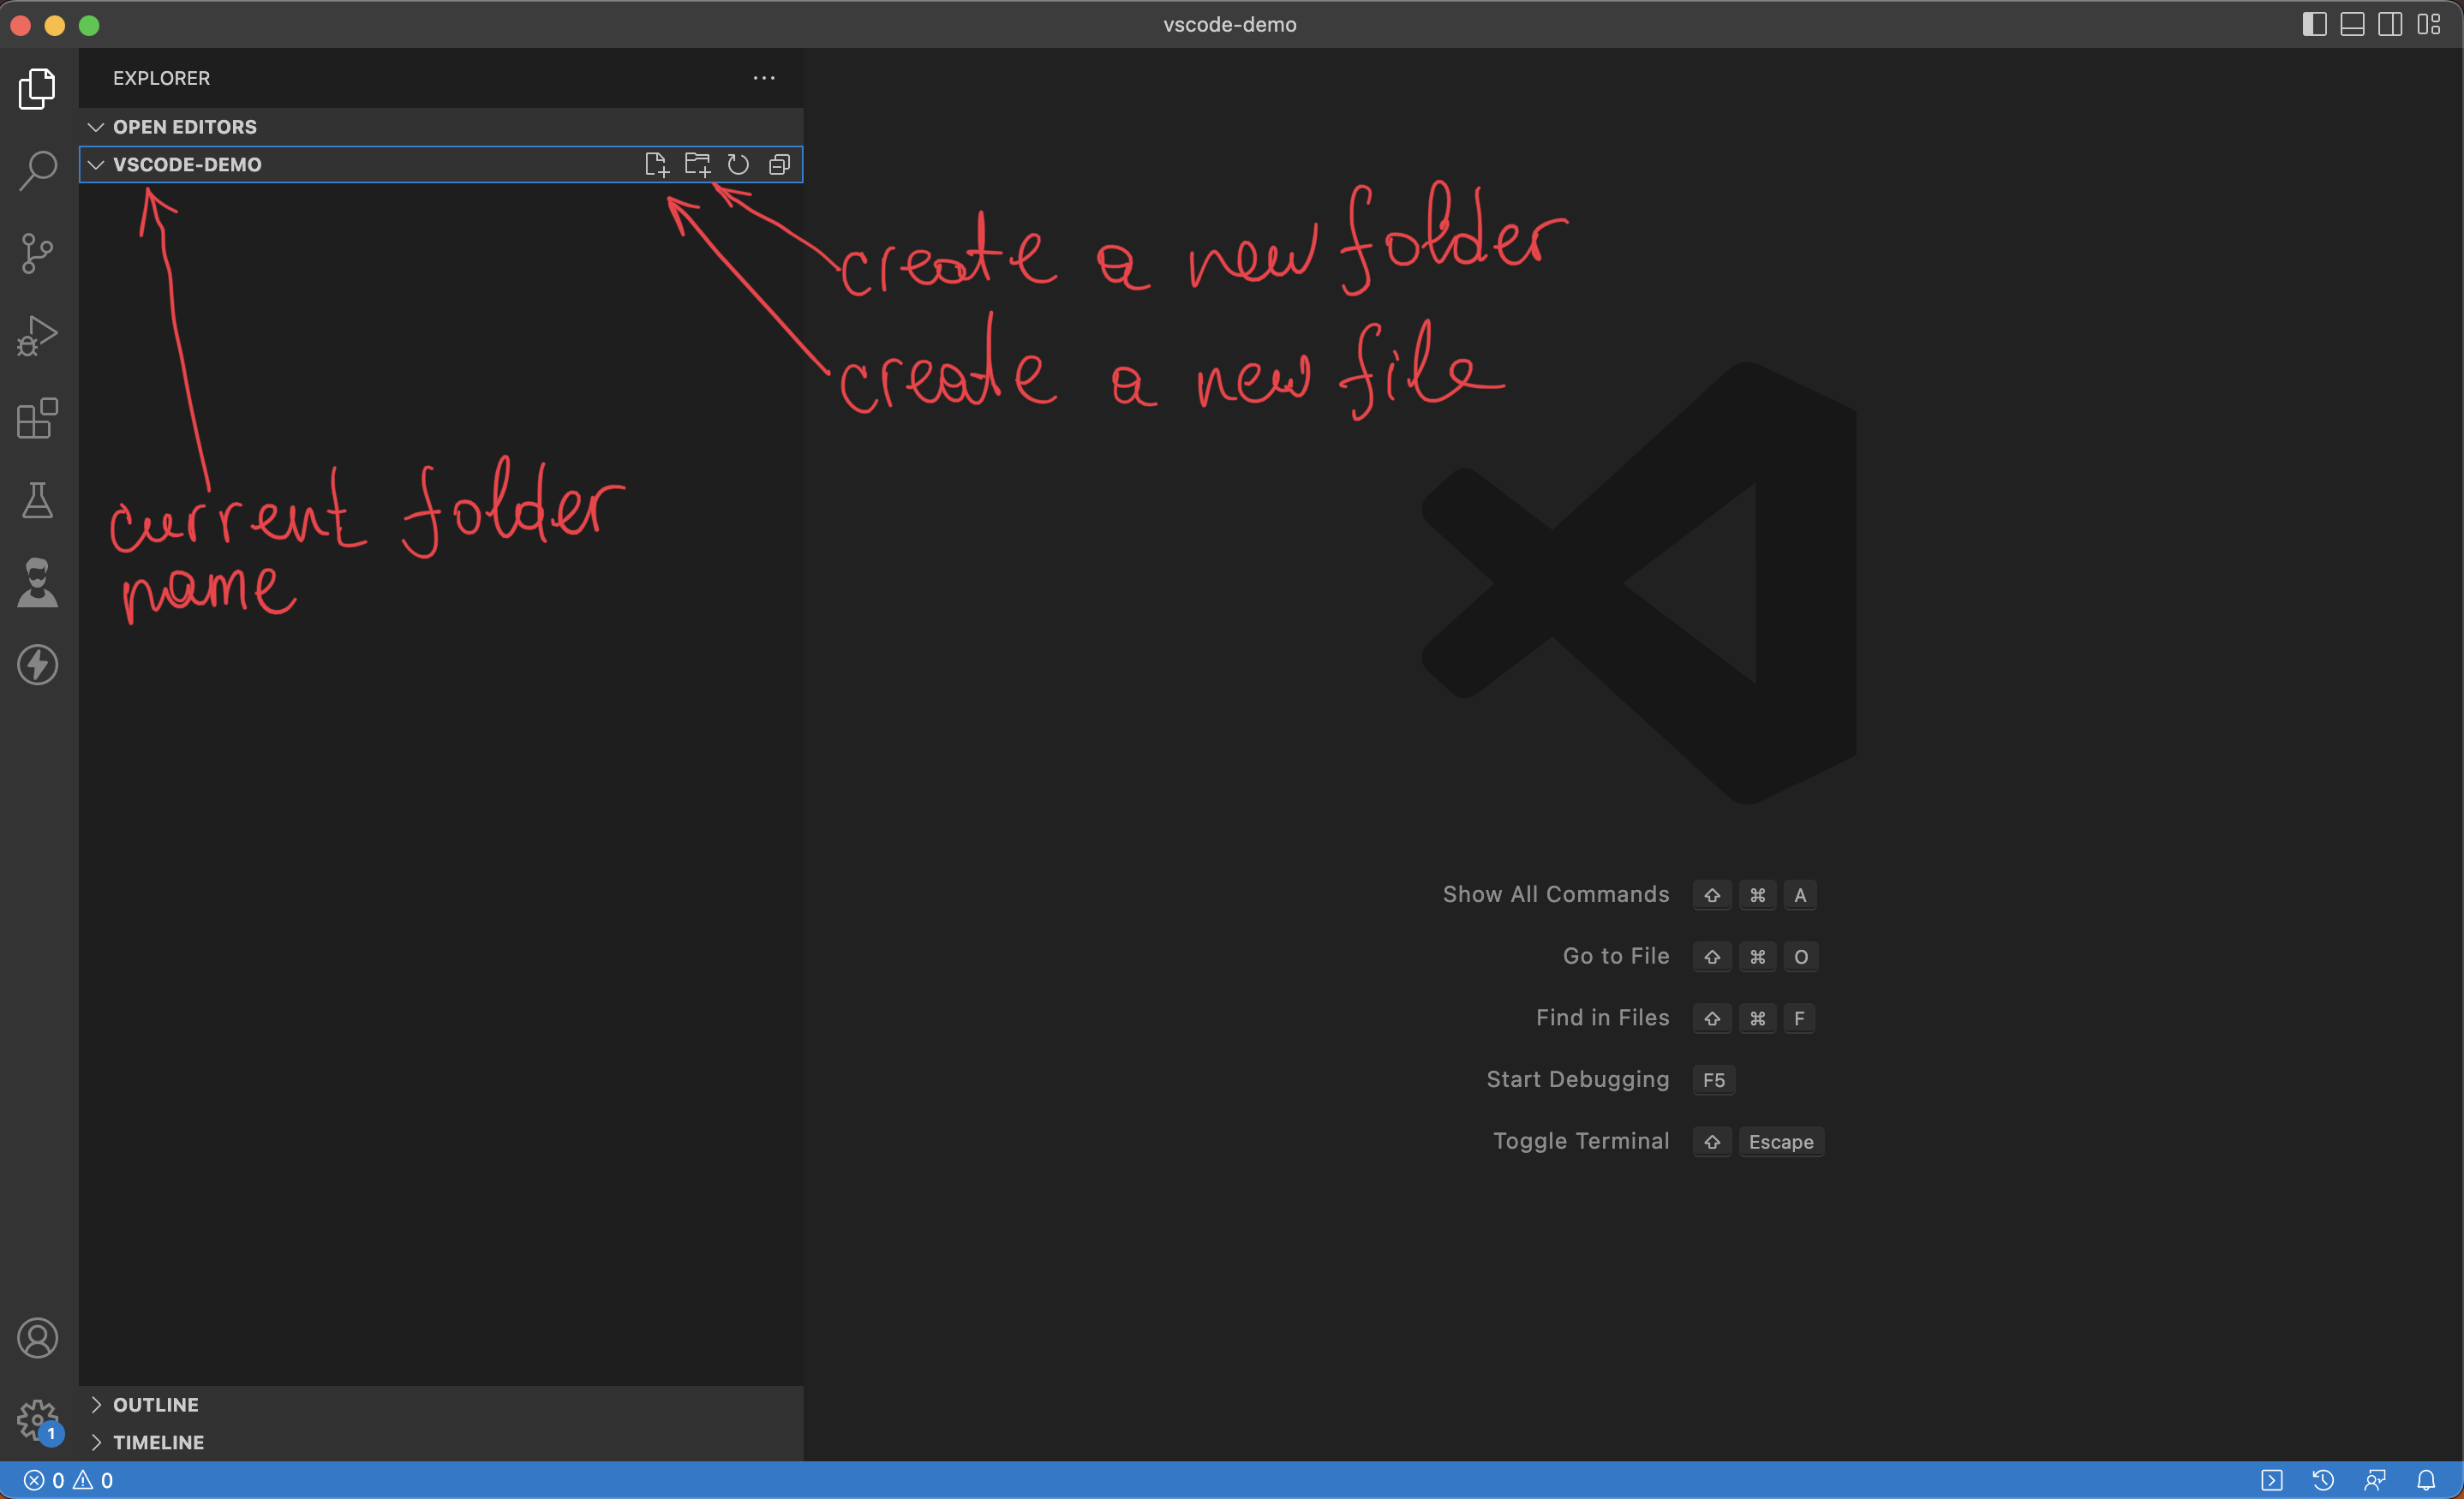 vscode-demo
EXPLORER
OPEN EDITORS
VSCODE-DEMO
create a new folder
create a new file
current folder
name
Show All Commands ⇧ ⌘ A
Go to File ⇧ ⌘ O
Find in Files ⇧ ⌘ F
Start Debugging F5
Toggle Terminal ⇧ Escape
OUTLINE
1
TIMELINE
0 0